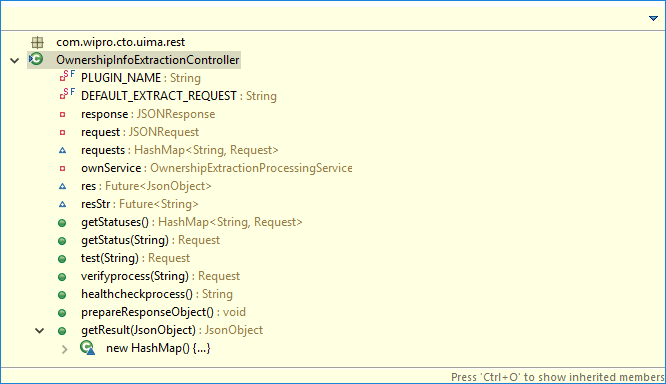 com.wipro.cto.uima.rest
OwnershipInfoExtractionController
S F PLUGIN_NAME : String
S F DEFAULT_EXTRACT_REQUEST : String
response : JSONResponse
request : JSONRequest
requests : HashMap<String, Request>
ownService : OwnershipExtractionProcessingService
res : Future<JsonObject>
resStr : Future<String>
getStatuses() : HashMap<String, Request>
getStatus(String) : Request
test(String) : Request
verifyprocess(String) : Request
healthcheckprocess() : String
prepareResponseObject() : void
getResult(JsonObject) : JsonObject
new HashMap() {...}
Press 'Ctrl+O' to show inherited members